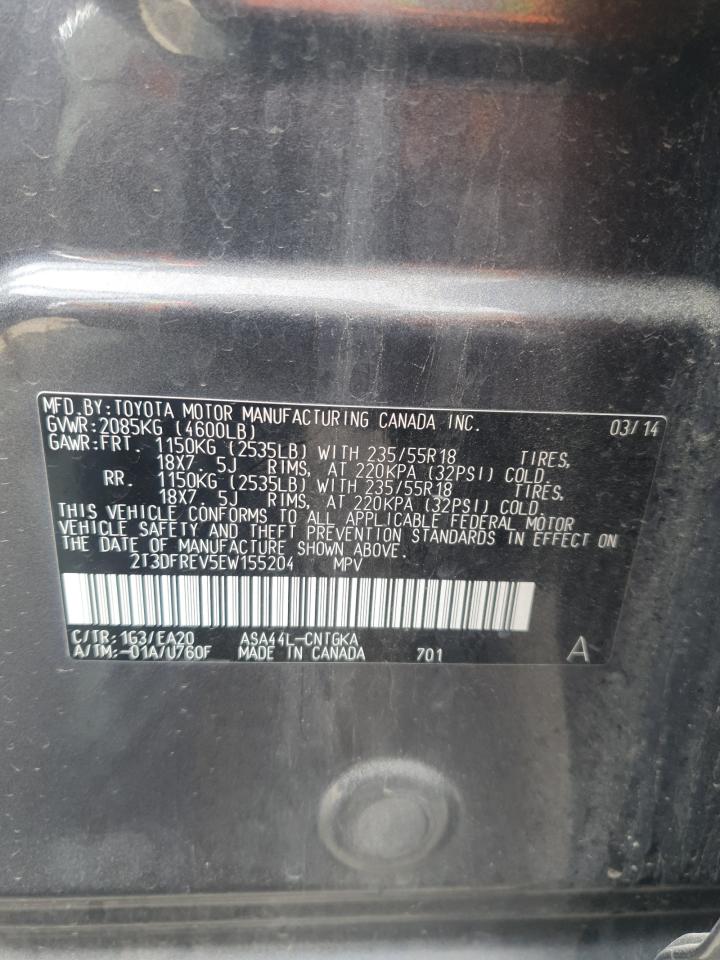 MFD.BY:TOYOTA MOTOR MANUFACTURING CANADA INC. 03/14
GVWR:2085KG (4600LB)
GAWR:FRT. 1150KG (2535LB) WITH 235/55R18 TIRES,
18X7. 5J RIMS, AT 220KPA (32PSI) COLD.
RR. 1150KG (2535LB) WITH 235/55R18 TIRES,
18X7. 5J RIMS, AT 220KPA (32PSI) COLD.
THIS VEHICLE CONFORMS TO ALL APPLICABLE FEDERAL MOTOR
VEHICLE SAFETY AND THEFT PREVENTION STANDARDS IN EFFECT ON
THE DATE OF MANUFACTURE SHOWN ABOVE.
2T3DFREV5EW155204 MPV
C/TR:1G3/EA20 ASA44L-CNTGKA
A/TM:-01A/U760F MADE IN CANADA 701 A